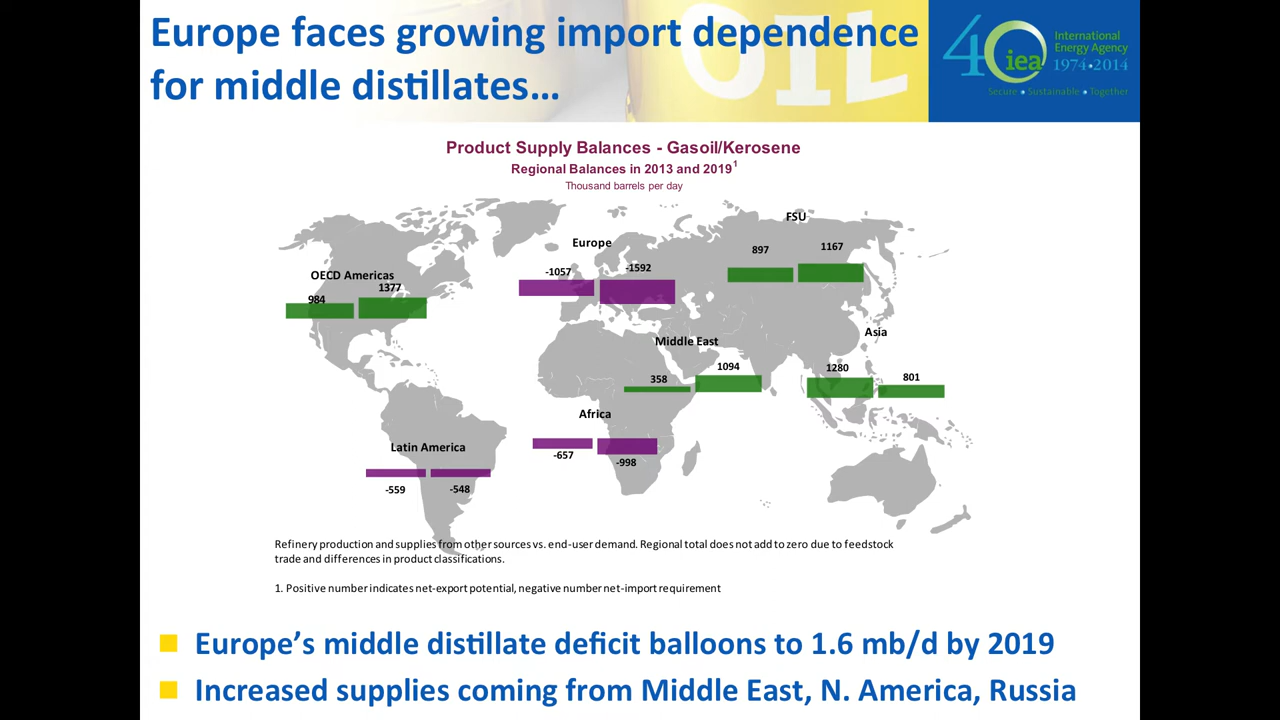 Europe faces growing import dependence
for middle distillates…
OIL
40
iea
International
Energy Agency
1974•2014
Secure • Sustainable • Together
Product Supply Balances - Gasoil/Kerosene
Regional Balances in 2013 and 2019¹
Thousand barrels per day
FSU
897
1167
Europe
-1057
-1592
OECD Americas
984
1377
Asia
1280
801
Middle East
358
1094
Africa
-657
-998
Latin America
-559
-548
Refinery production and supplies from other sources vs. end-user demand. Regional total does not add to zero due to feedstock
trade and differences in product classifications.
1. Positive number indicates net-export potential, negative number net-import requirement
Europe's middle distillate deficit balloons to 1.6 mb/d by 2019
Increased supplies coming from Middle East, N. America, Russia